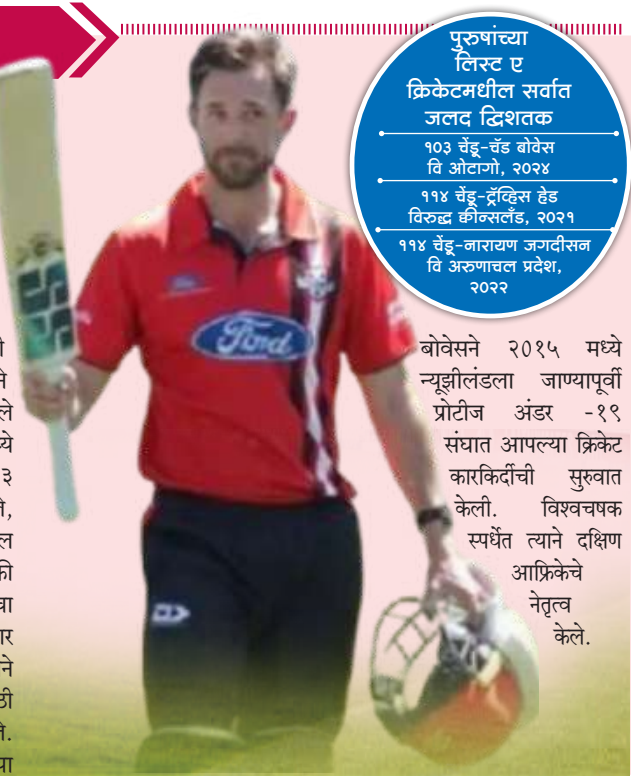 पुरुषांच्या
लिस्ट ए
क्रिकेटमधील सर्वात
जलद द्विशतक
१०३ चेंडू-चॅड बोवेस
वि ओटागो, २०२४
११४ चेंडू-ट्रॅव्हिस हेड
विरुद्ध क्वीन्सलँड, २०२१
११४ चेंडू-नारायण जगदीसन
वि अरुणाचल प्रदेश,
२०२२
बोवेसने २०१५ मध्ये
न्यूझीलंडला जाण्यापूर्वी
प्रोटीज अंडर -१९
संघात आपल्या क्रिकेट
कारकिर्दीची सुरुवात
केली. विश्वचषक
स्पर्धेत त्याने दक्षिण
आफ्रिकेचे
नेतृत्व
केले.
Ford